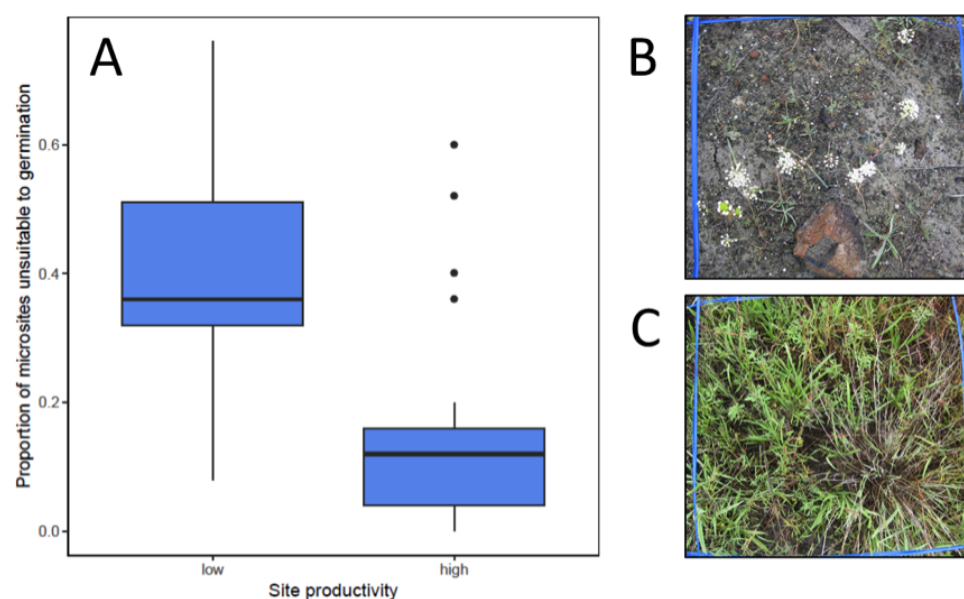 A
B
C
Proportion of microsites unsuitable to germination
0.6
0.4
0.2
0.0
low
high
Site productivity